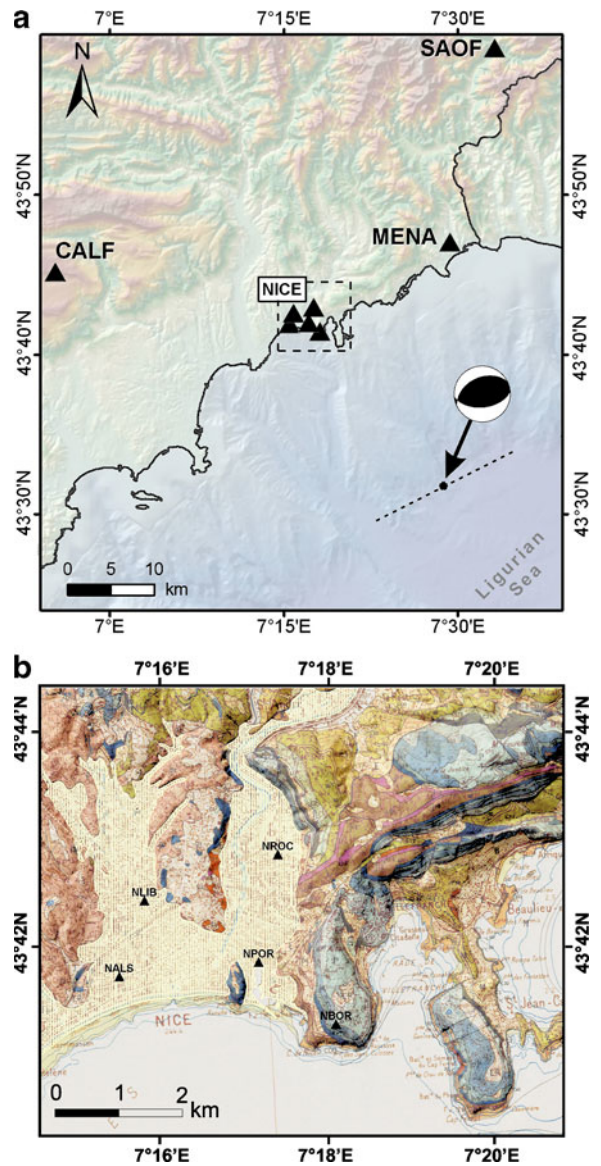 a
7°E
7°15'E
7°30'E
N
SAOF
43°50'N
43°50'N
MENA
CALF
NICE
43°40'N
43°40'N
43°30'N
43°30'N
0 5 10
km
Ligurian
Sea
7°E
7°15'E
7°30'E
b
7°16'E
7°18'E
7°20'E
43°44'N
43°44'N
NROC
NLIB
43°42'N
43°42'N
NPOR
NALS
NBOR
NICE
0 1 2
km
7°16'E
7°18'E
7°20'E